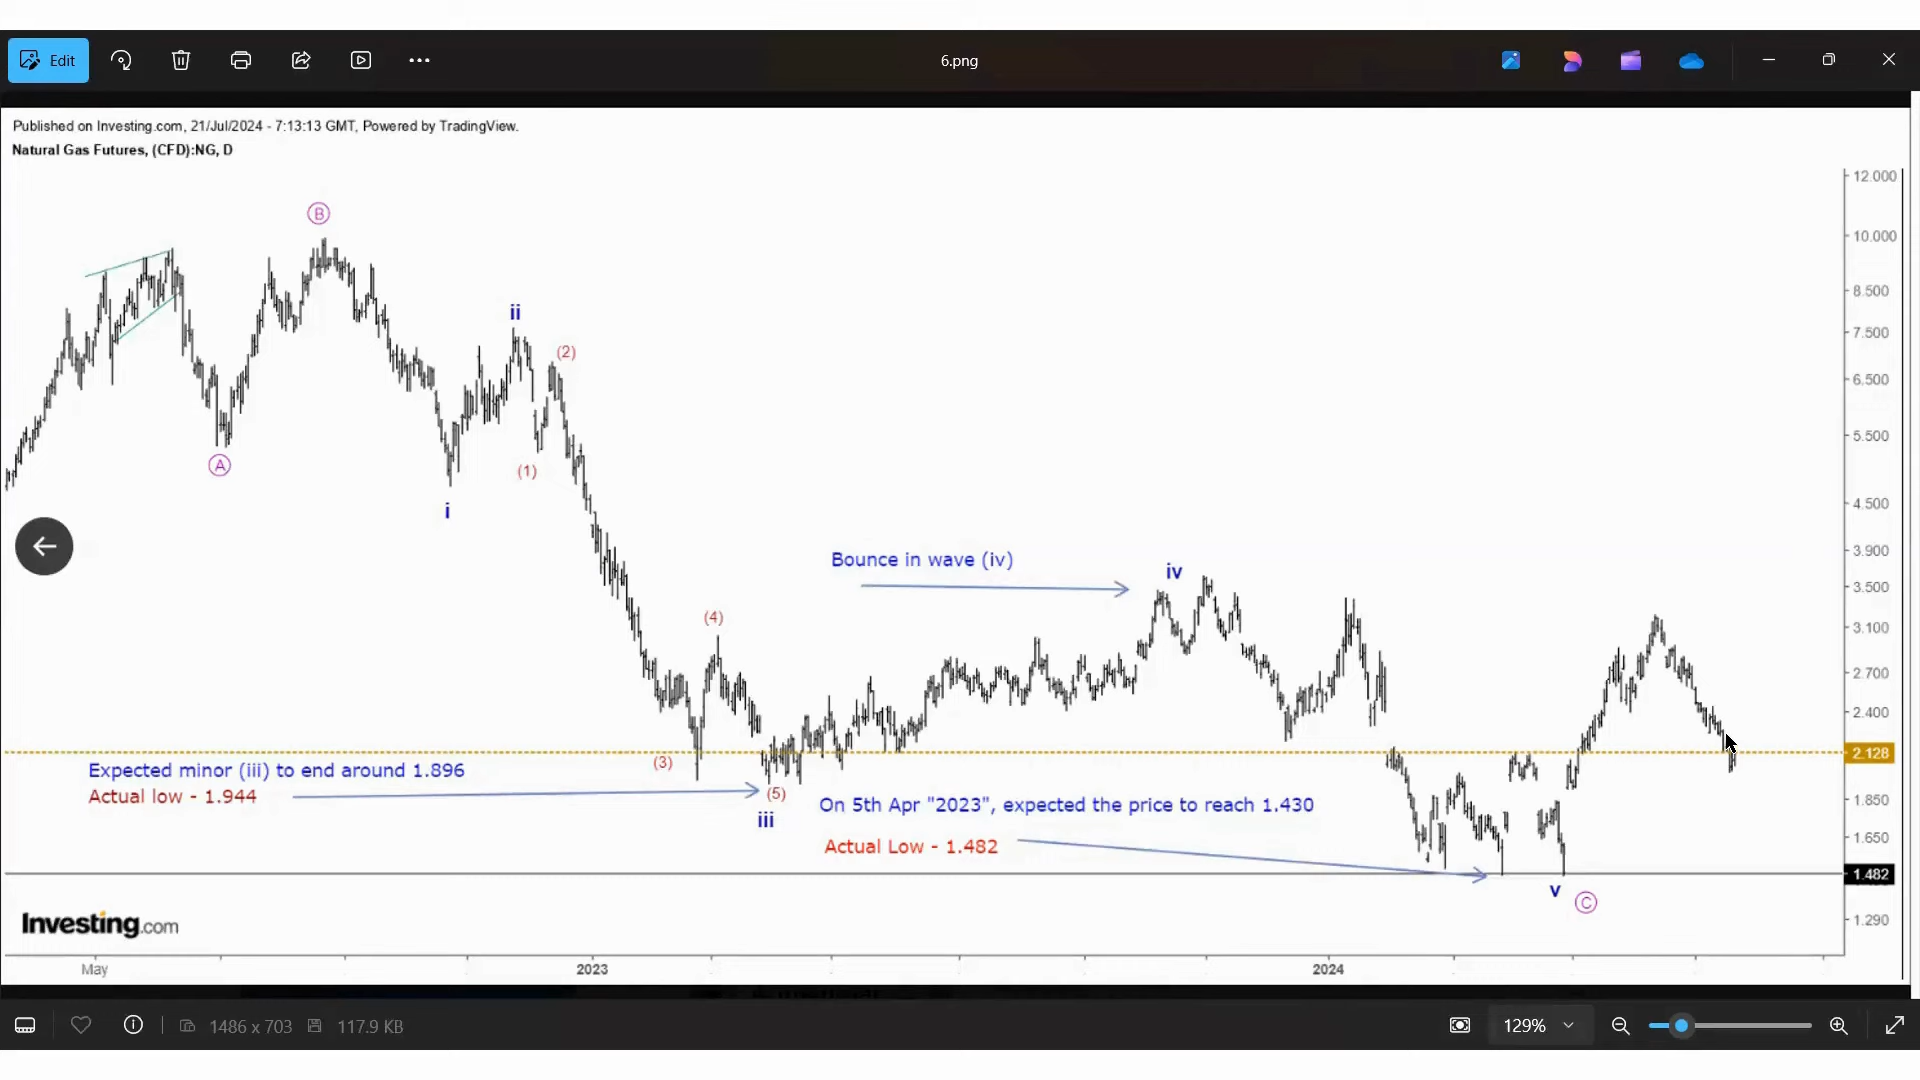 Edit
6.png
Published on Investing.com, 21/Jul/2024 - 7:13:13 GMT, Powered by TradingView.
Natural Gas Futures, (CFD):NG, D
12.000
B
10.000
8.500
ii
7.500
(2)
6.500
5.500
A
(1)
4.500
i
3.900
Bounce in wave (iv)
iv
3.500
(4)
3.100
2.700
2.400
2.128
(3)
Expected minor (iii) to end around 1.896
Actual low - 1.944
(5)
iii
On 5th Apr "2023", expected the price to reach 1.430
1.850
1.650
Actual Low - 1.482
1.482
v
C
1.290
Investing.com
May
2023
2024
1486 x 703
117.9 KB
129%